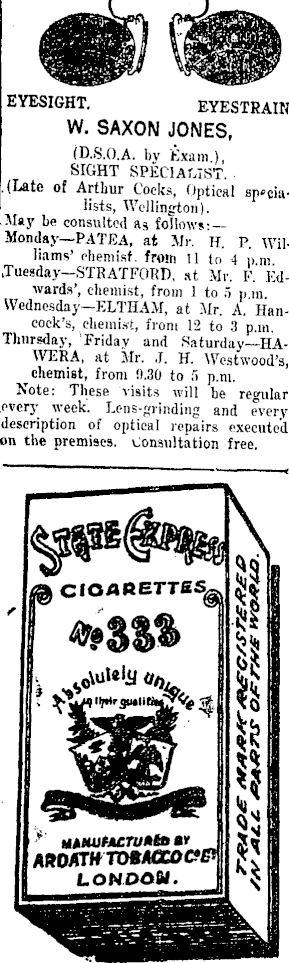 EYESIGHT. EYESTRAIN
W. SAXON JONES,
(D.S.O.A. by Exam.),
SIGHT SPECIALIST.
(Late of Arthur Cocks, Optical specia-
lists, Wellington).
May be consulted as follows:—
Monday—PATEA, at Mr. H. P. Wil-
liams' chemist. from 11 to 4 p.m.
Tuesday—STRATFORD, at Mr. F. Ed-
wards', chemist, from 1 to 5 p.m.
Wednesday—ELTHAM, at Mr. A. Han-
cock's, chemist, from 12 to 3 p.m.
Thursday, Friday and Saturday—HA-
WERA, at Mr. J. H. Westwood's,
chemist, from 9.30 to 5 p.m.
Note: These visits will be regular
every week. Lens-grinding and every
description of optical repairs executed
on the premises. Consultation free.
STATE EXPRESS
CIGARETTES
No 333
Absolutely unique
in their qualities
MANUFACTURED BY
ARDATH TOBACCO Co Ld
LONDON.
TRADE MARK REGISTERED
IN ALL PARTS OF THE WORLD.